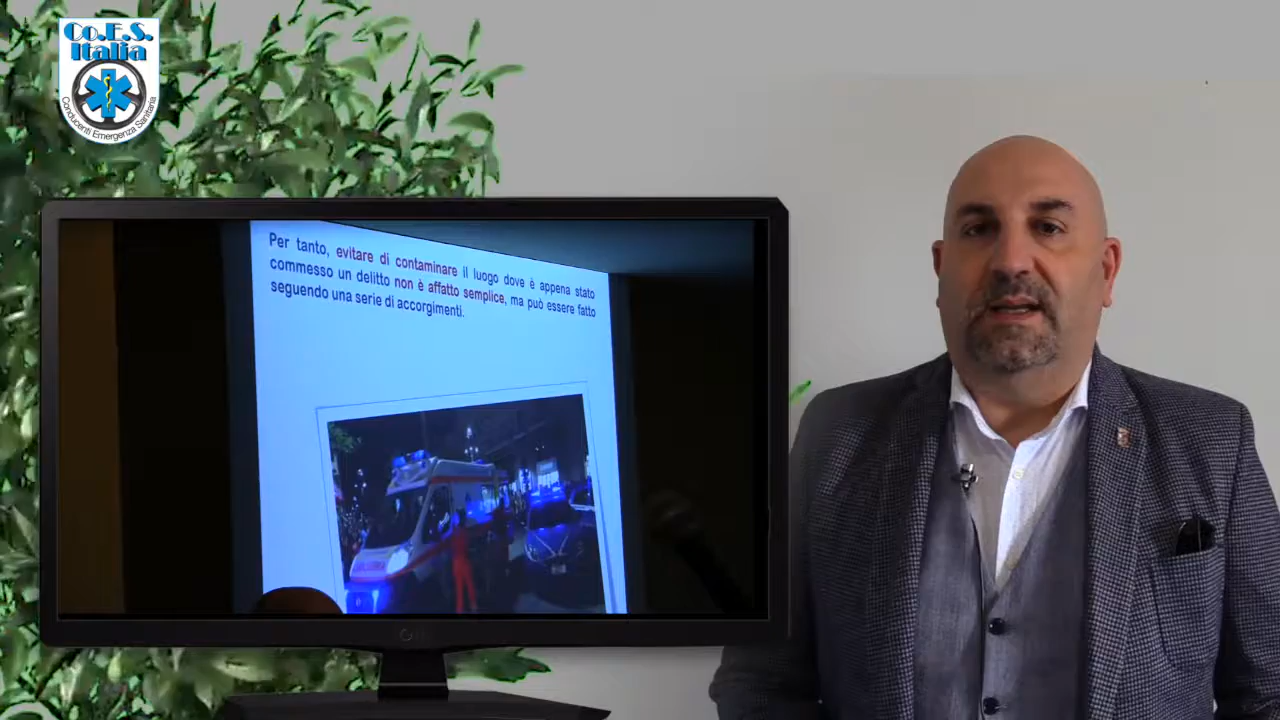 Co.E.S.
Italia
Conducenti Emergenza Sanitaria
Per tanto, evitare di contaminare il luogo dove è appena stato
commesso un delitto non è affatto semplice, ma può essere fatto
seguendo una serie di accorgimenti.